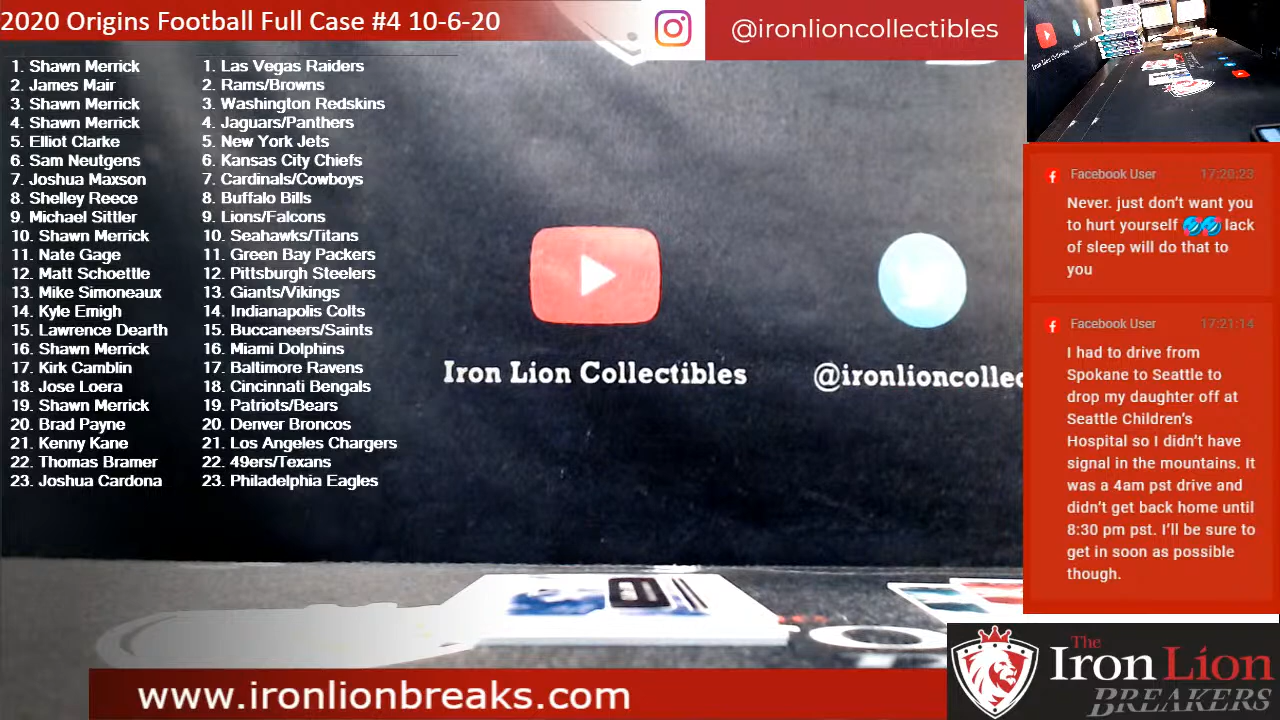 2020 Origins Football Full Case #4 10-6-20
@ironlioncollectibles
1. Shawn Merrick
2. James Mair
3. Shawn Merrick
4. Shawn Merrick
5. Elliot Clarke
6. Sam Neutgens
7. Joshua Maxson
8. Shelley Reece
9. Michael Sittler
10. Shawn Merrick
11. Nate Gage
12. Matt Schoettle
13. Mike Simoneaux
14. Kyle Emigh
15. Lawrence Dearth
16. Shawn Merrick
17. Kirk Camblin
18. Jose Loera
19. Shawn Merrick
20. Brad Payne
21. Kenny Kane
22. Thomas Bramer
23. Joshua Cardona
1. Las Vegas Raiders
2. Rams/Browns
3. Washington Redskins
4. Jaguars/Panthers
5. New York Jets
6. Kansas City Chiefs
7. Cardinals/Cowboys
8. Buffalo Bills
9. Lions/Falcons
10. Seahawks/Titans
11. Green Bay Packers
12. Pittsburgh Steelers
13. Giants/Vikings
14. Indianapolis Colts
15. Buccaneers/Saints
16. Miami Dolphins
17. Baltimore Ravens
18. Cincinnati Bengals
19. Patriots/Bears
20. Denver Broncos
21. Los Angeles Chargers
22. 49ers/Texans
23. Philadelphia Eagles
Iron Lion Collectibles
@ironlioncollec
Facebook User 17:20:23
Never. just don't want you
to hurt yourself lack
of sleep will do that to
you
Facebook User 17:21:14
I had to drive from
Spokane to Seattle to
drop my daughter off at
Seattle Children's
Hospital so I didn't have
signal in the mountains. It
was a 4am pst drive and
didn't get back home until
8:30 pm pst. I'll be sure to
get in soon as possible
though.
www.ironlionbreaks.com
The
Iron Lion
BREAKERS